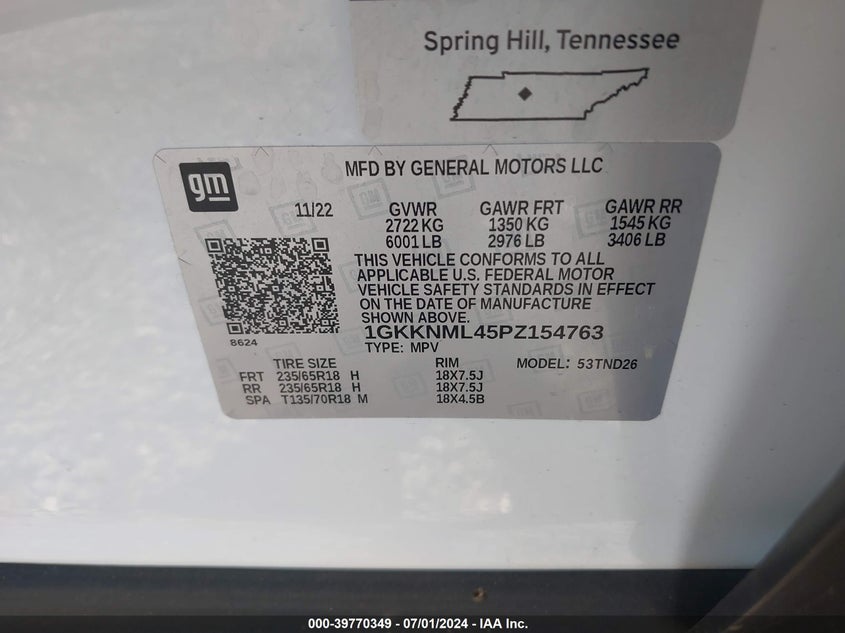 Spring Hill, Tennessee
gm
MFD BY GENERAL MOTORS LLC
11/22 GVWR GAWR FRT GAWR RR
2722 KG 1350 KG 1545 KG
6001 LB 2976 LB 3406 LB
THIS VEHICLE CONFORMS TO ALL
APPLICABLE U.S. FEDERAL MOTOR
VEHICLE SAFETY STANDARDS IN EFFECT
ON THE DATE OF MANUFACTURE
SHOWN ABOVE.
8624
1GKKNML45PZ154763
TYPE: MPV
TIRE SIZE RIM MODEL: 53TND26
FRT 235/65R18 H 18X7.5J
RR 235/65R18 H 18X7.5J
SPA T135/70R18 M 18X4.5B
000-39770349 - 07/01/2024 - IAA Inc.